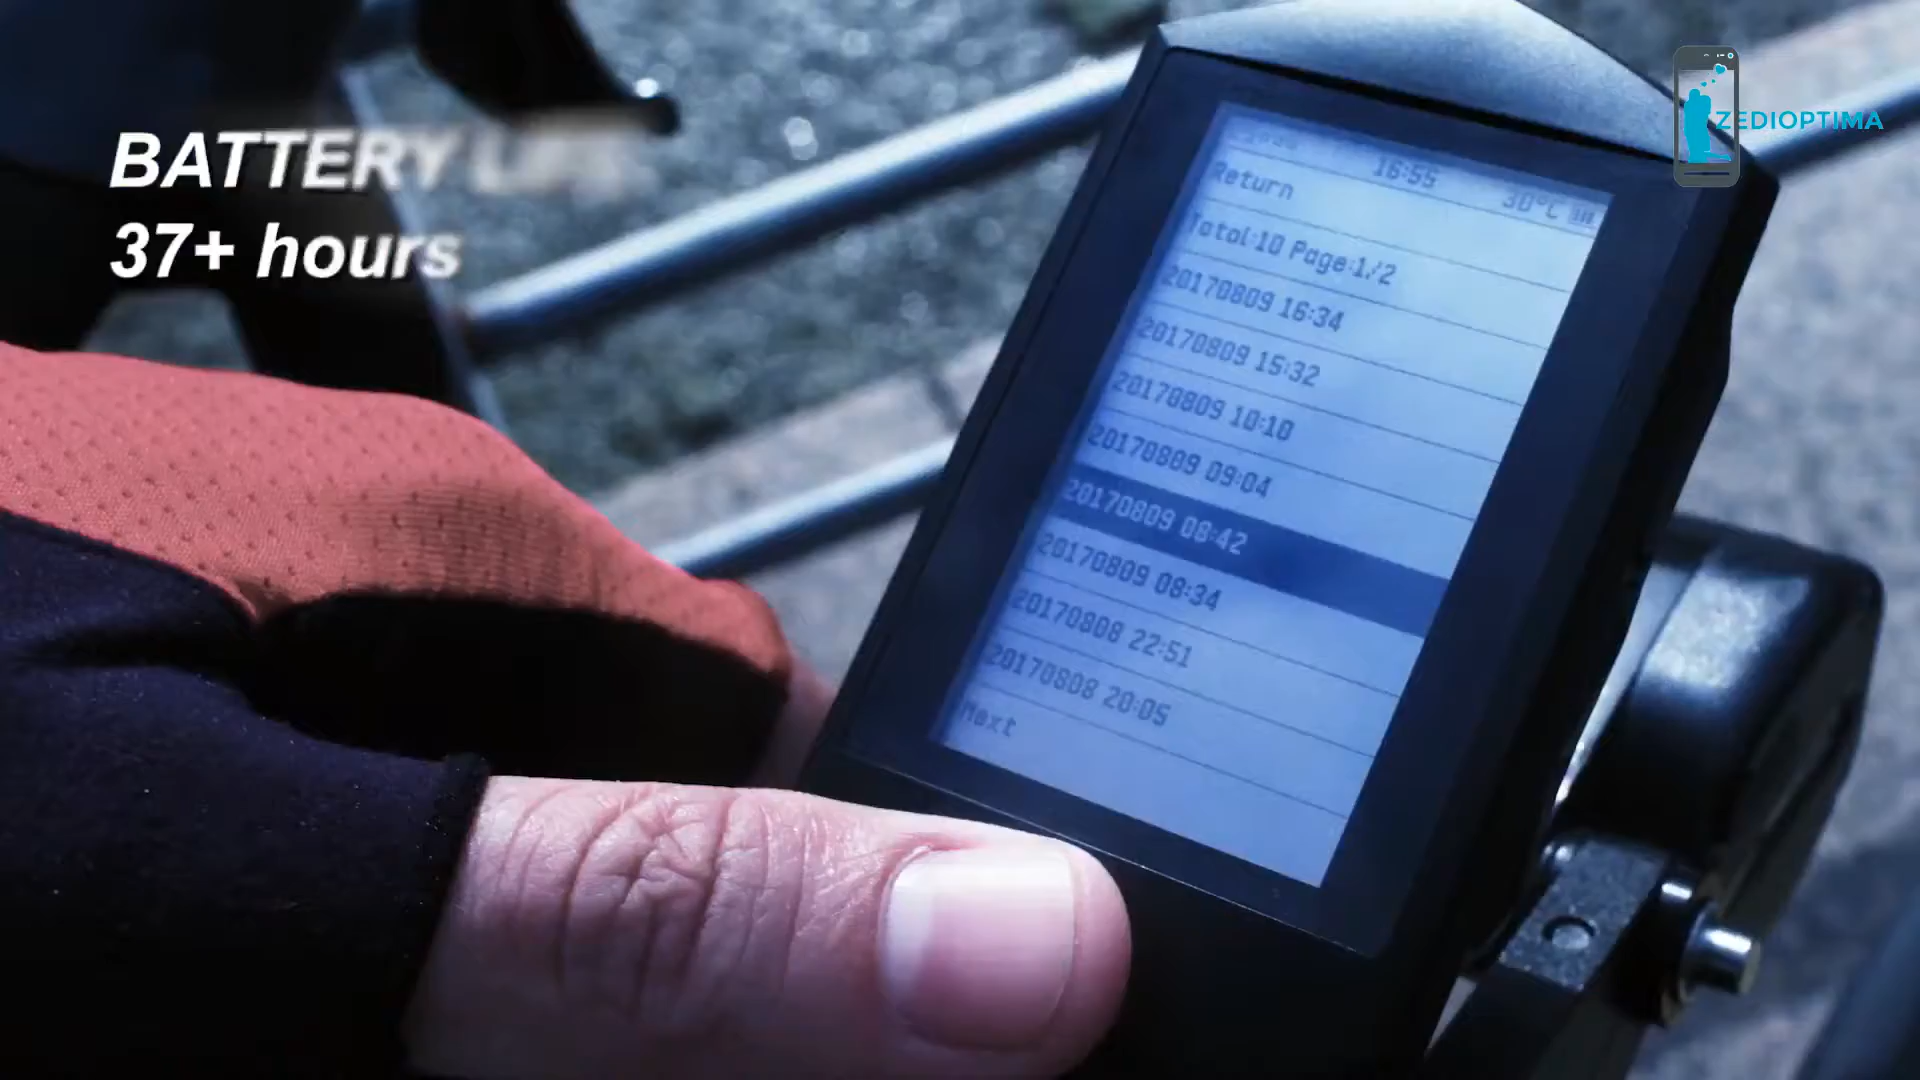 BATTERY
37+ hours
ZEDIOPTIMA
16:55 30°C
Return
Total:10 Page:1/2
20170809 16:34
20170809 15:32
20170809 10:10
20170809 09:04
20170809 08:42
20170809 08:34
20170808 22:51
20170808 20:05
Next